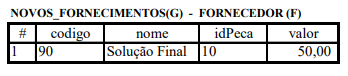 NOVOS_FORNECIMENTOS(G) - FORNECEDOR (F)
# codigo nome idPeca valor
1 90 Solução Final 10 50,00